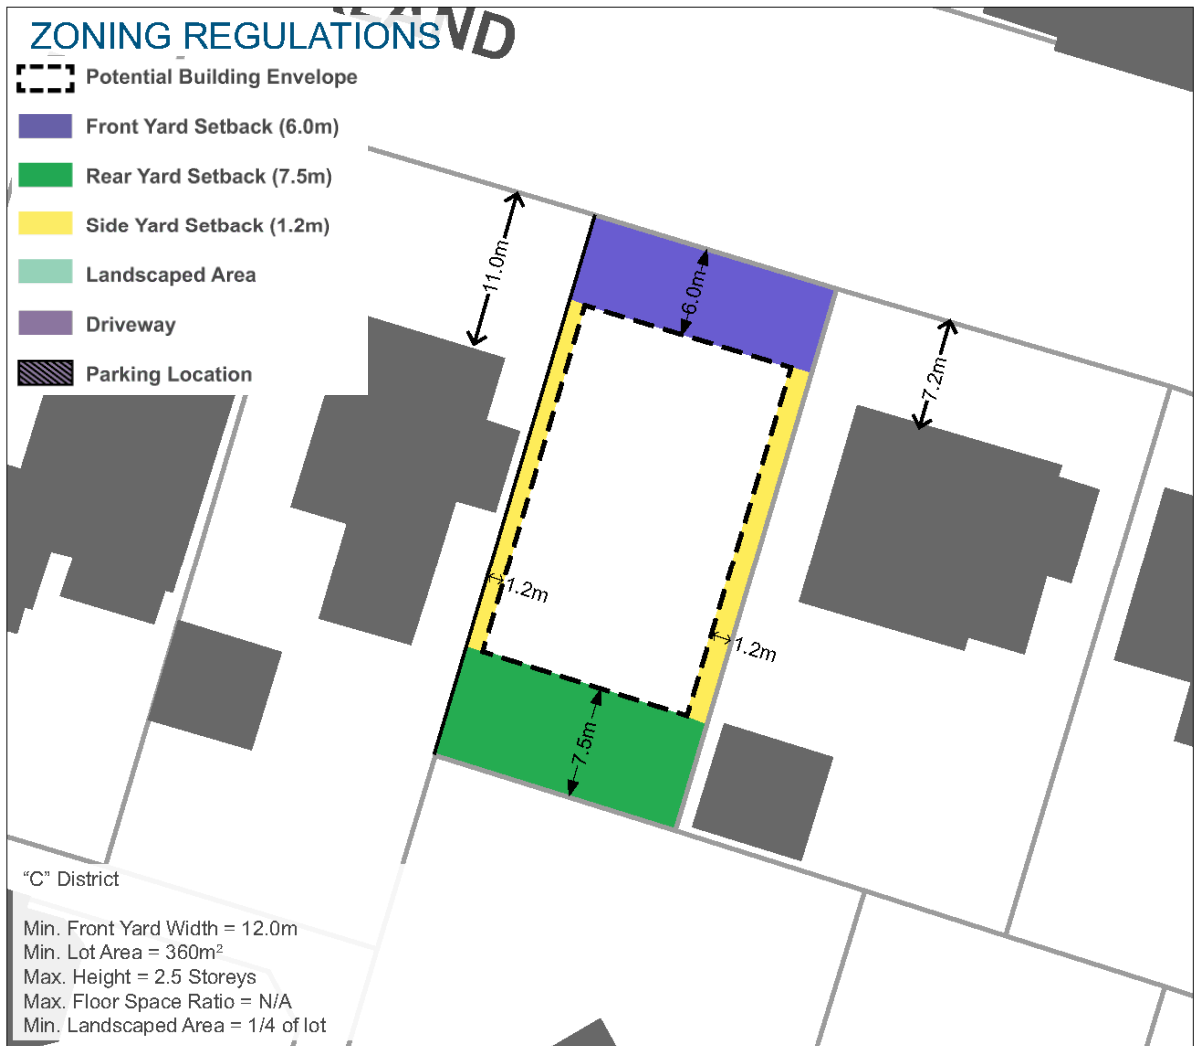 ZONING REGULATIONS
Potential Building Envelope
Front Yard Setback (6.0m)
Rear Yard Setback (7.5m)
Side Yard Setback (1.2m)
Landscaped Area
Driveway
Parking Location
11.0m
6.0m
7.2m
1.2m
1.2m
7.5m
“C” District
Min. Front Yard Width = 12.0m
Min. Lot Area = 360m²
Max. Height = 2.5 Storeys
Max. Floor Space Ratio = N/A
Min. Landscaped Area = 1/4 of lot